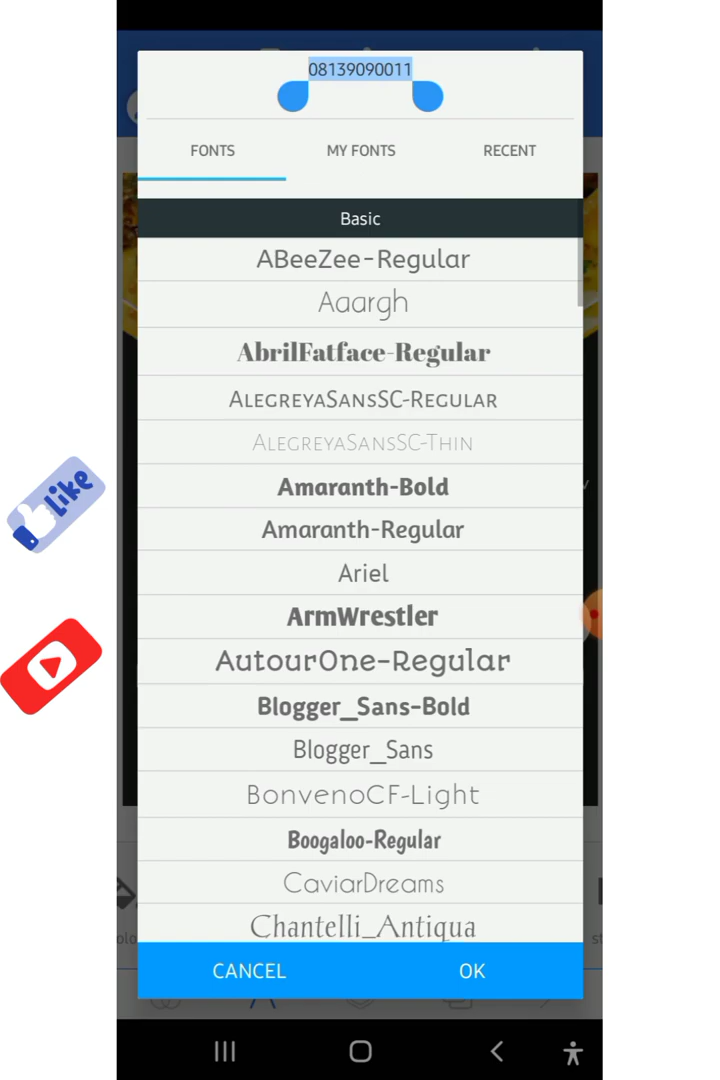 08139090011
FONTS
MY FONTS
RECENT
Basic
ABeeZee-Regular
Aaargh
AbrilFatface-Regular
AlegreyaSansSC-Regular
AlegreyaSansSC-Thin
Amaranth-Bold
Amaranth-Regular
Ariel
ArmWrestler
AutourOne-Regular
Blogger_Sans-Bold
Blogger_Sans
BonvenoCF-Light
Boogaloo-Regular
CaviarDreams
Chantelli_Antiqua
CANCEL
OK
Like